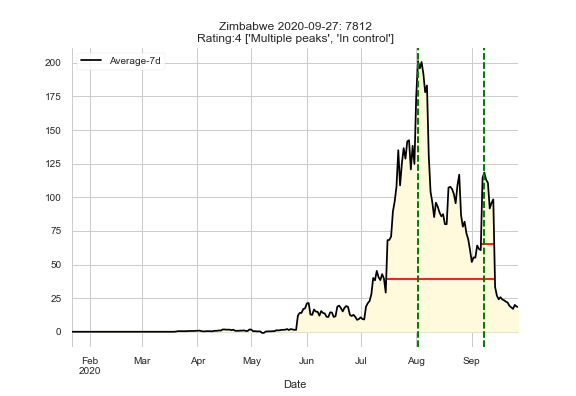 Zimbabwe 2020-09-27: 7812
Rating:4 ['Multiple peaks', 'In control']
Average-7d
200
175
150
125
100
75
50
25
0
Feb Mar Apr May Jun Jul Aug Sep
2020
Date